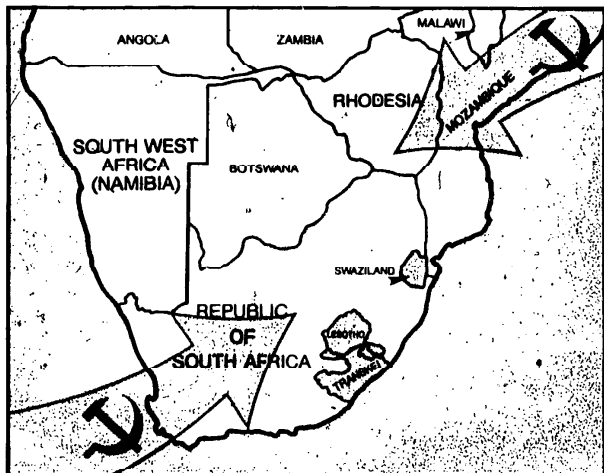 MALAWI
ANGOLA
ZAMBIA
RHODESIA
MOZAMBIQUE
SOUTH WEST
AFRICA
(NAMIBIA)
BOTSWANA
SWAZILAND
REPUBLIC
OF
SOUTH AFRICA
LESOTHO
TRANSKEI